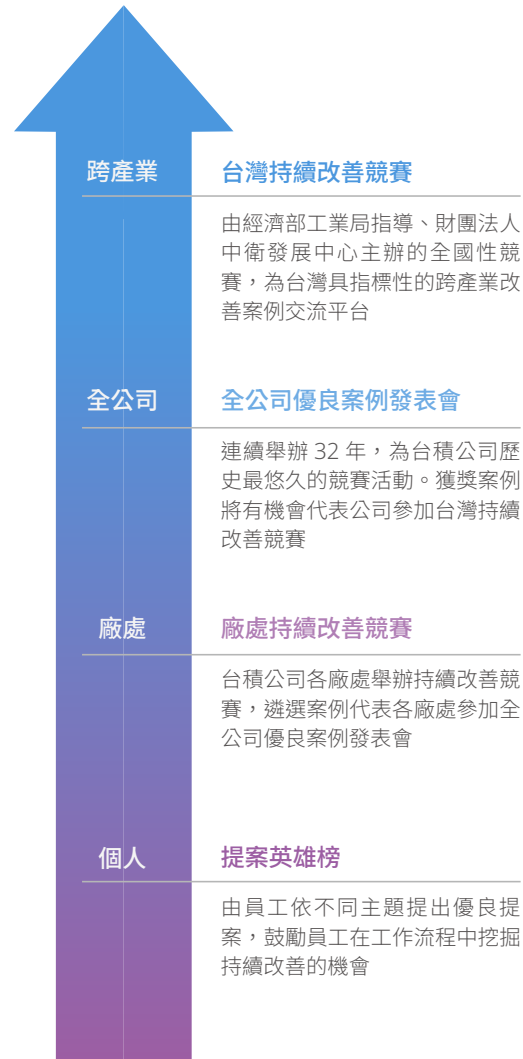 跨產業
台灣持續改善競賽
由經濟部工業局指導、財團法人
中衛發展中心主辦的全國性競
賽，為台灣具指標性的跨產業改
善案例交流平台
全公司
全公司優良案例發表會
連續舉辦 32 年，為台積公司歷
史最悠久的競賽活動。獲獎案例
將有機會代表公司參加台灣持續
改善競賽
廠處
廠處持續改善競賽
台積公司各廠處舉辦持續改善競
賽，遴選案例代表各廠處參加全
公司優良案例發表會
個人
提案英雄榜
由員工依不同主題提出優良提
案，鼓勵員工在工作流程中挖掘
持續改善的機會